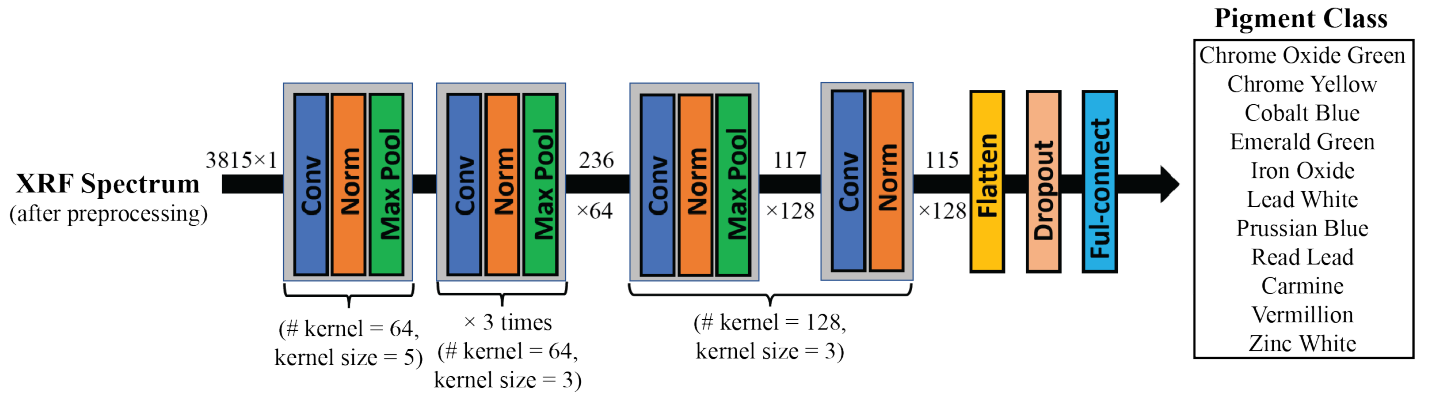 XRF Spectrum
(after preprocessing)
3815×1
Conv
Norm
Max Pool
(# kernel = 64,
kernel size = 5)
Conv
Norm
Max Pool
× 3 times
(# kernel = 64,
kernel size = 3)
236
×64
Conv
Norm
Max Pool
117
×128
Conv
Norm
(# kernel = 128,
kernel size = 3)
115
×128
Flatten
Dropout
Ful-connect
Pigment Class
Chrome Oxide Green
Chrome Yellow
Cobalt Blue
Emerald Green
Iron Oxide
Lead White
Prussian Blue
Read Lead
Carmine
Vermillion
Zinc White